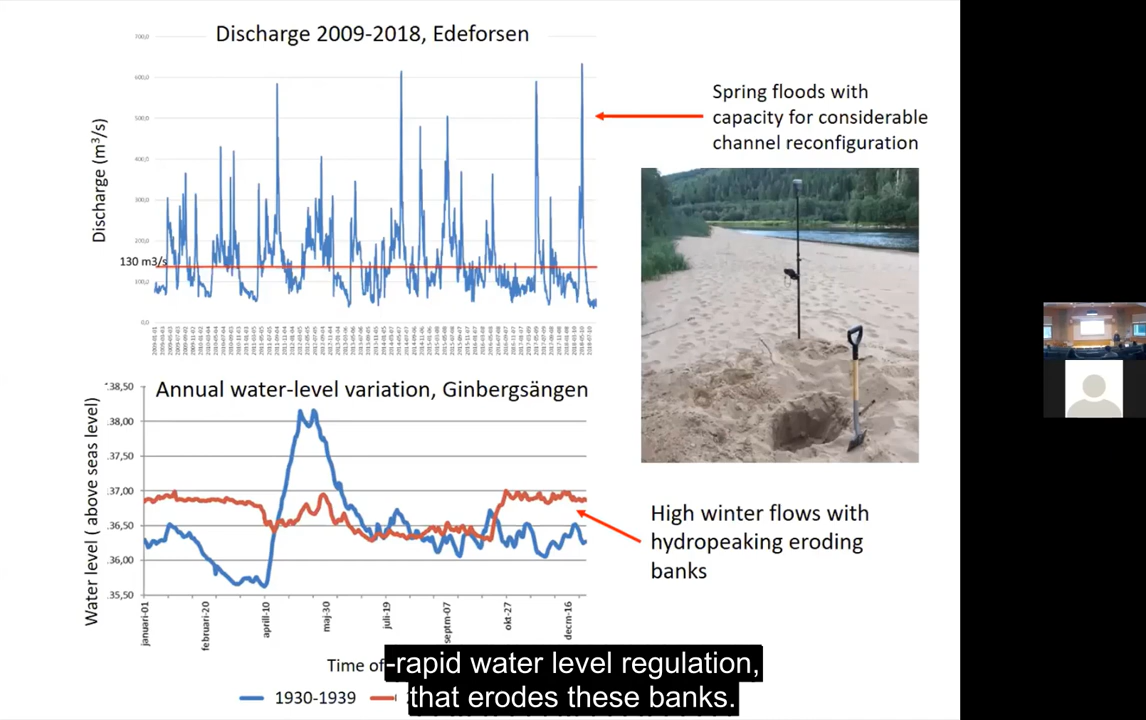 Discharge 2009-2018, Edeforsen
Discharge (m³/s)
700,0
600,0
500,0
400,0
300,0
200,0
130 m3/s
100,0
0,0
Spring floods with
capacity for considerable
channel reconfiguration
Annual water-level variation, Ginbergsängen
Water level ( above seas level)
38,50
38,00
37,50
37,00
36,50
36,00
35,50
januari-01
februari-20
april-10
maj-30
juli-19
septm-07
okt-27
decm-16
High winter flows with
hydropeaking eroding
banks
Time of
1930-1939
-rapid water level regulation,
that erodes these banks.